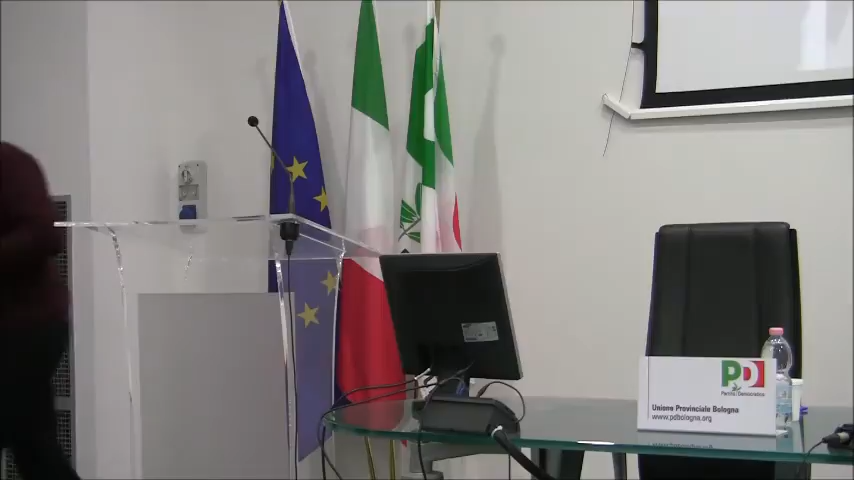 PD
Partito Democratico
Unione Provinciale Bologna
www.pdbologna.org